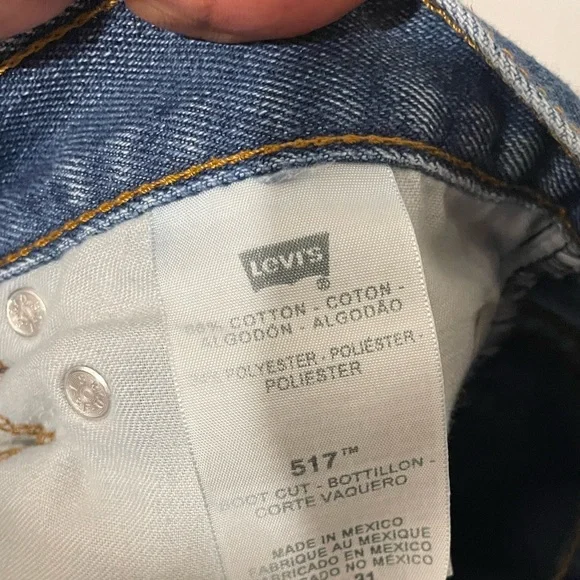 LEVI'S
®
COTTON - COTON -
ALGODÓN - ALGODÃO
POLYESTER - POLIÉSTER -
POLIESTER
517™
BOOT CUT - BOTTILLON -
CORTE VAQUERO
MADE IN MEXICO
FABRIQUE AU MEXIQUE
FABRICADO EN MEXICO